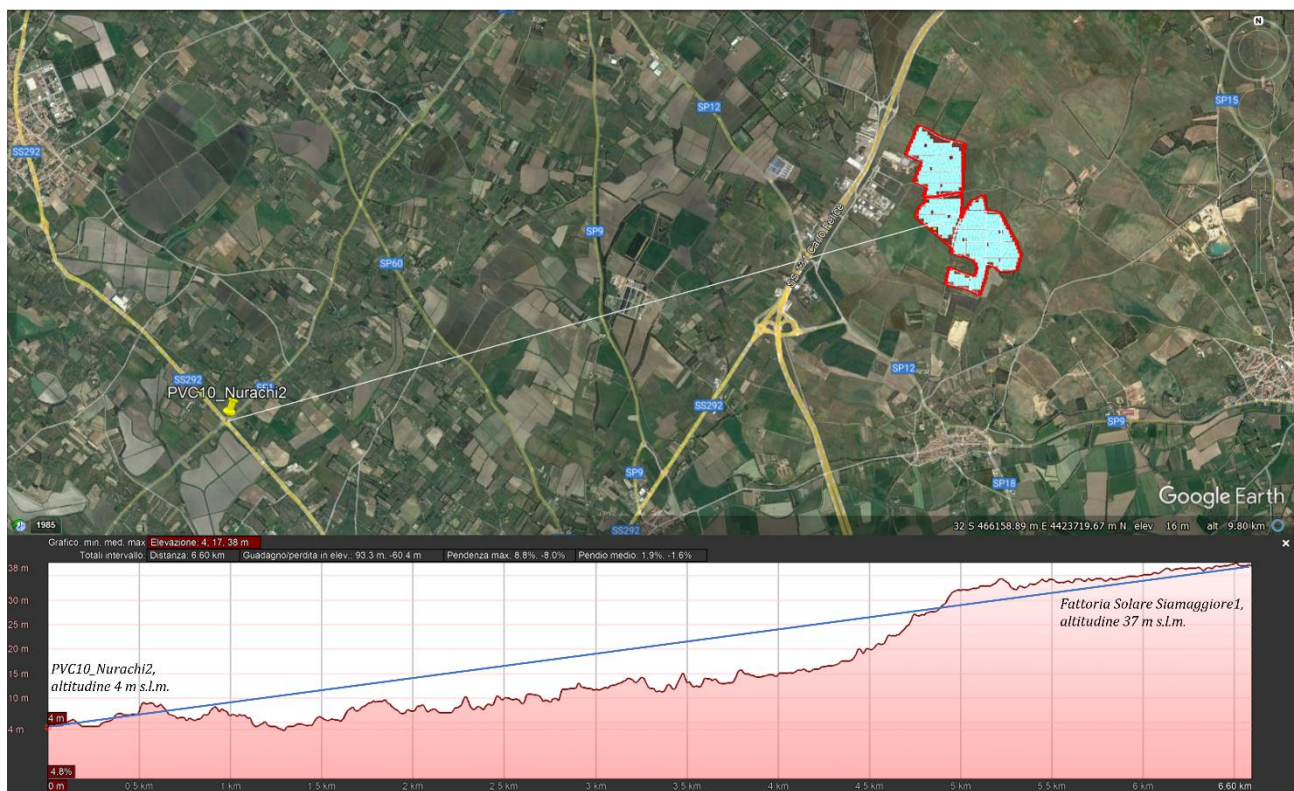 N
SP15
SP12
SS292
SP9
SP60
SS292
PVC10_Nurachi2
SP12
SS292
SP9
SP9
SP18
SS292
Google Earth
1985
32 S 466158.89 m E 4423719.67 m N elev 16 m alt 9.80 km
Grafico. min. med. max Elevazione: 4, 17, 38 m
Totali intervallo: Distanza: 6.60 km Guadagno/perdita in elev.: 93.3 m. -60.4 m Pendenza max. 8.8%. -8.0% Pendio medio: 1.9%. -1.6%
38 m
30 m
25 m
20 m
15 m
10 m
4 m
Fattoria Solare Siamaggiore1,
altitudine 37 m s.l.m.
PVC10_Nurachi2,
altitudine 4 m s.l.m.
4 m
4.8%
0 m 0.5 km 1 km 1.5 km 2 km 2.5 km 3 km 3.5 km 4 km 4.5 km 5 km 5.5 km 6 km 6.60 km